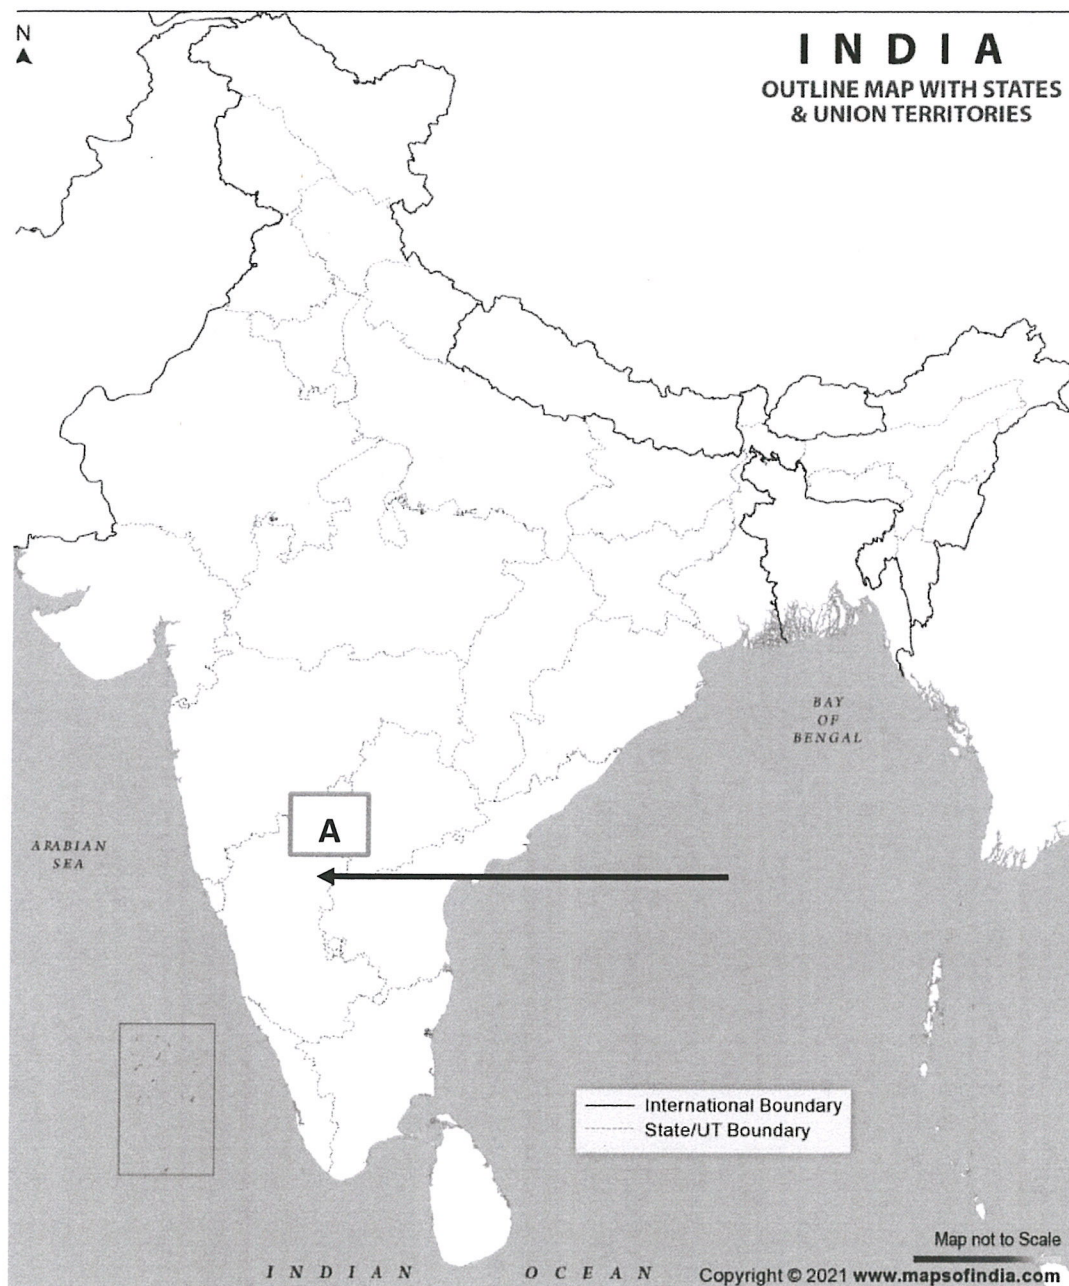 N
INDIA
OUTLINE MAP WITH STATES
& UNION TERRITORIES
BAY
OF
BENGAL
A
ARABIAN
SEA
International Boundary
State/UT Boundary
Map not to Scale
INDIAN OCEAN
Copyright © 2021 www.mapsofindia.com